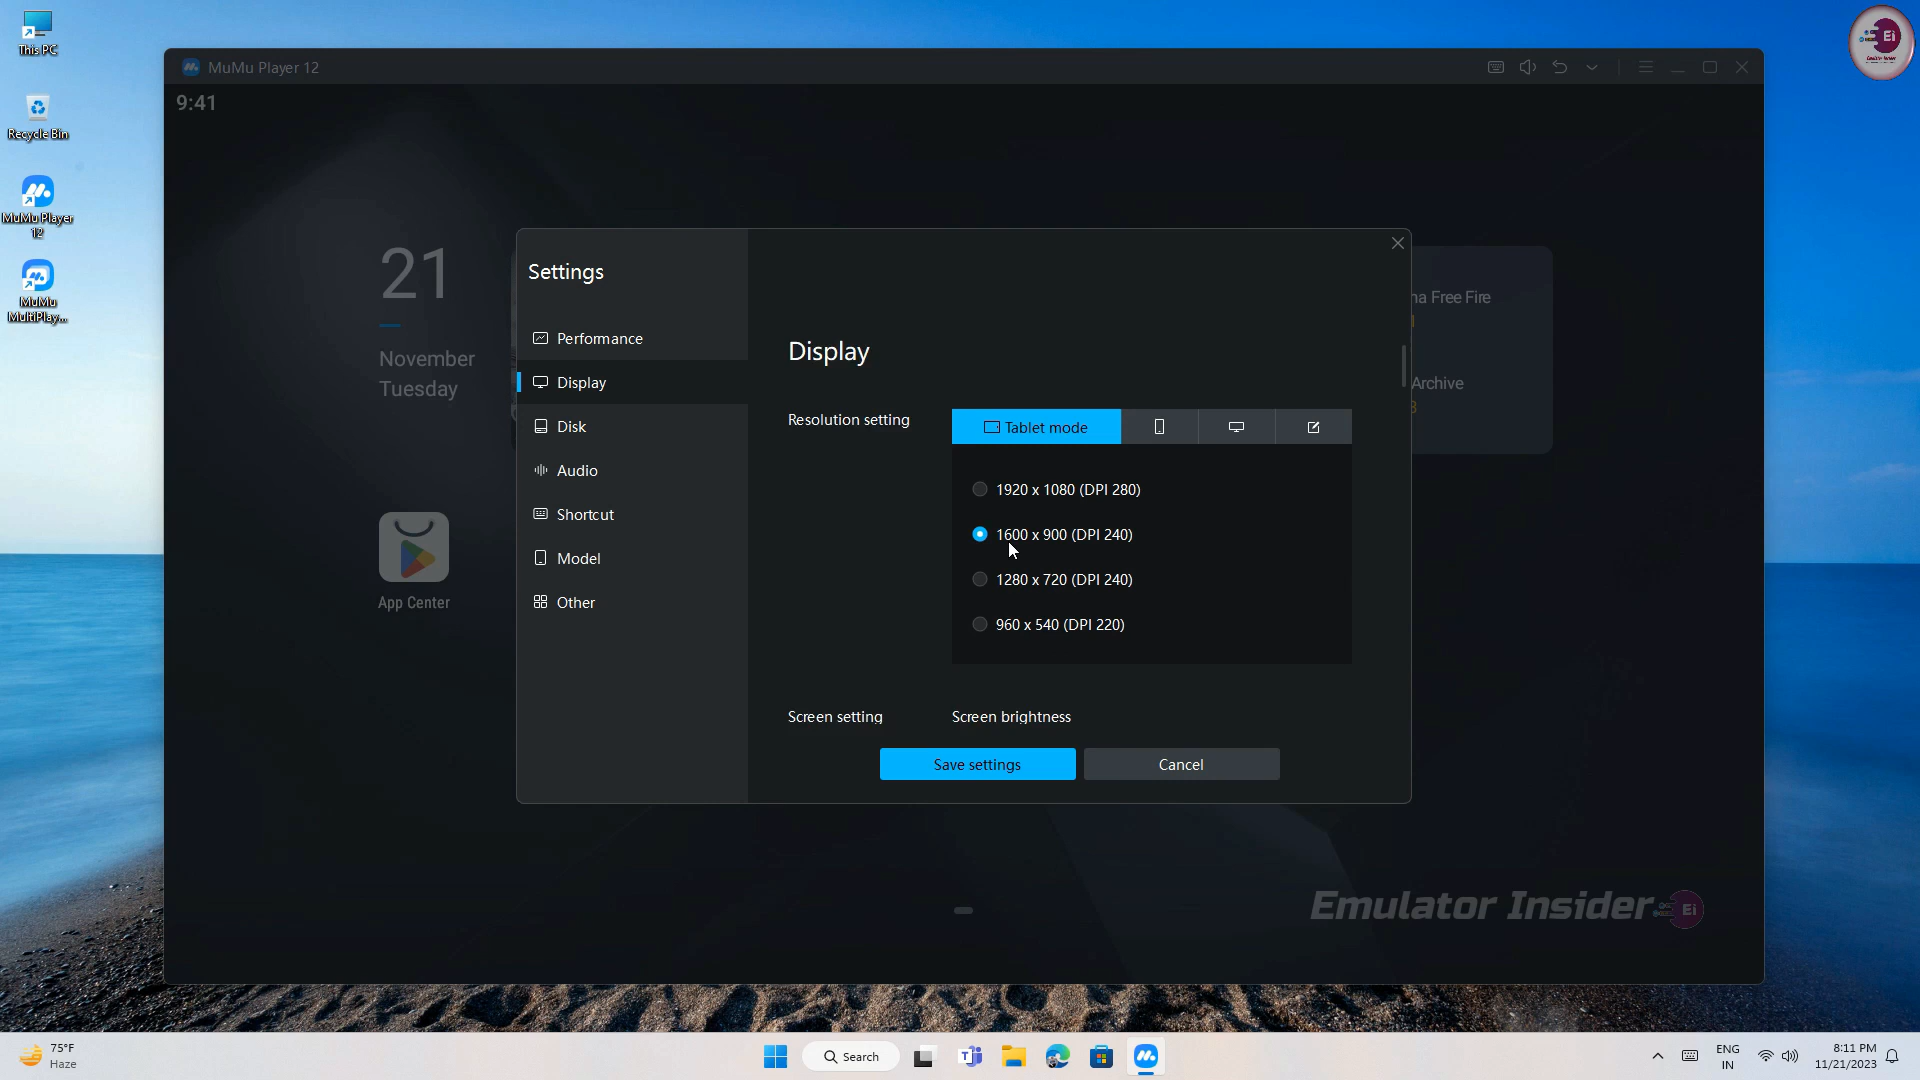 This PC
Recycle Bin
MuMu Player
12
MuMu
MultiPlay...
MuMu Player 12
9:41
21
November
Tuesday
App Center
na Free Fire
Archive
Settings
Performance
Display
Disk
Audio
Shortcut
Model
Other
Display
Resolution setting
Tablet mode
1920 x 1080 (DPI 280)
1600 x 900 (DPI 240)
1280 x 720 (DPI 240)
960 x 540 (DPI 220)
Screen setting
Screen brightness
Save settings
Cancel
Emulator Insider
Ei
Ei
75°F
Haze
Search
ENG
IN
8:11 PM
11/21/2023